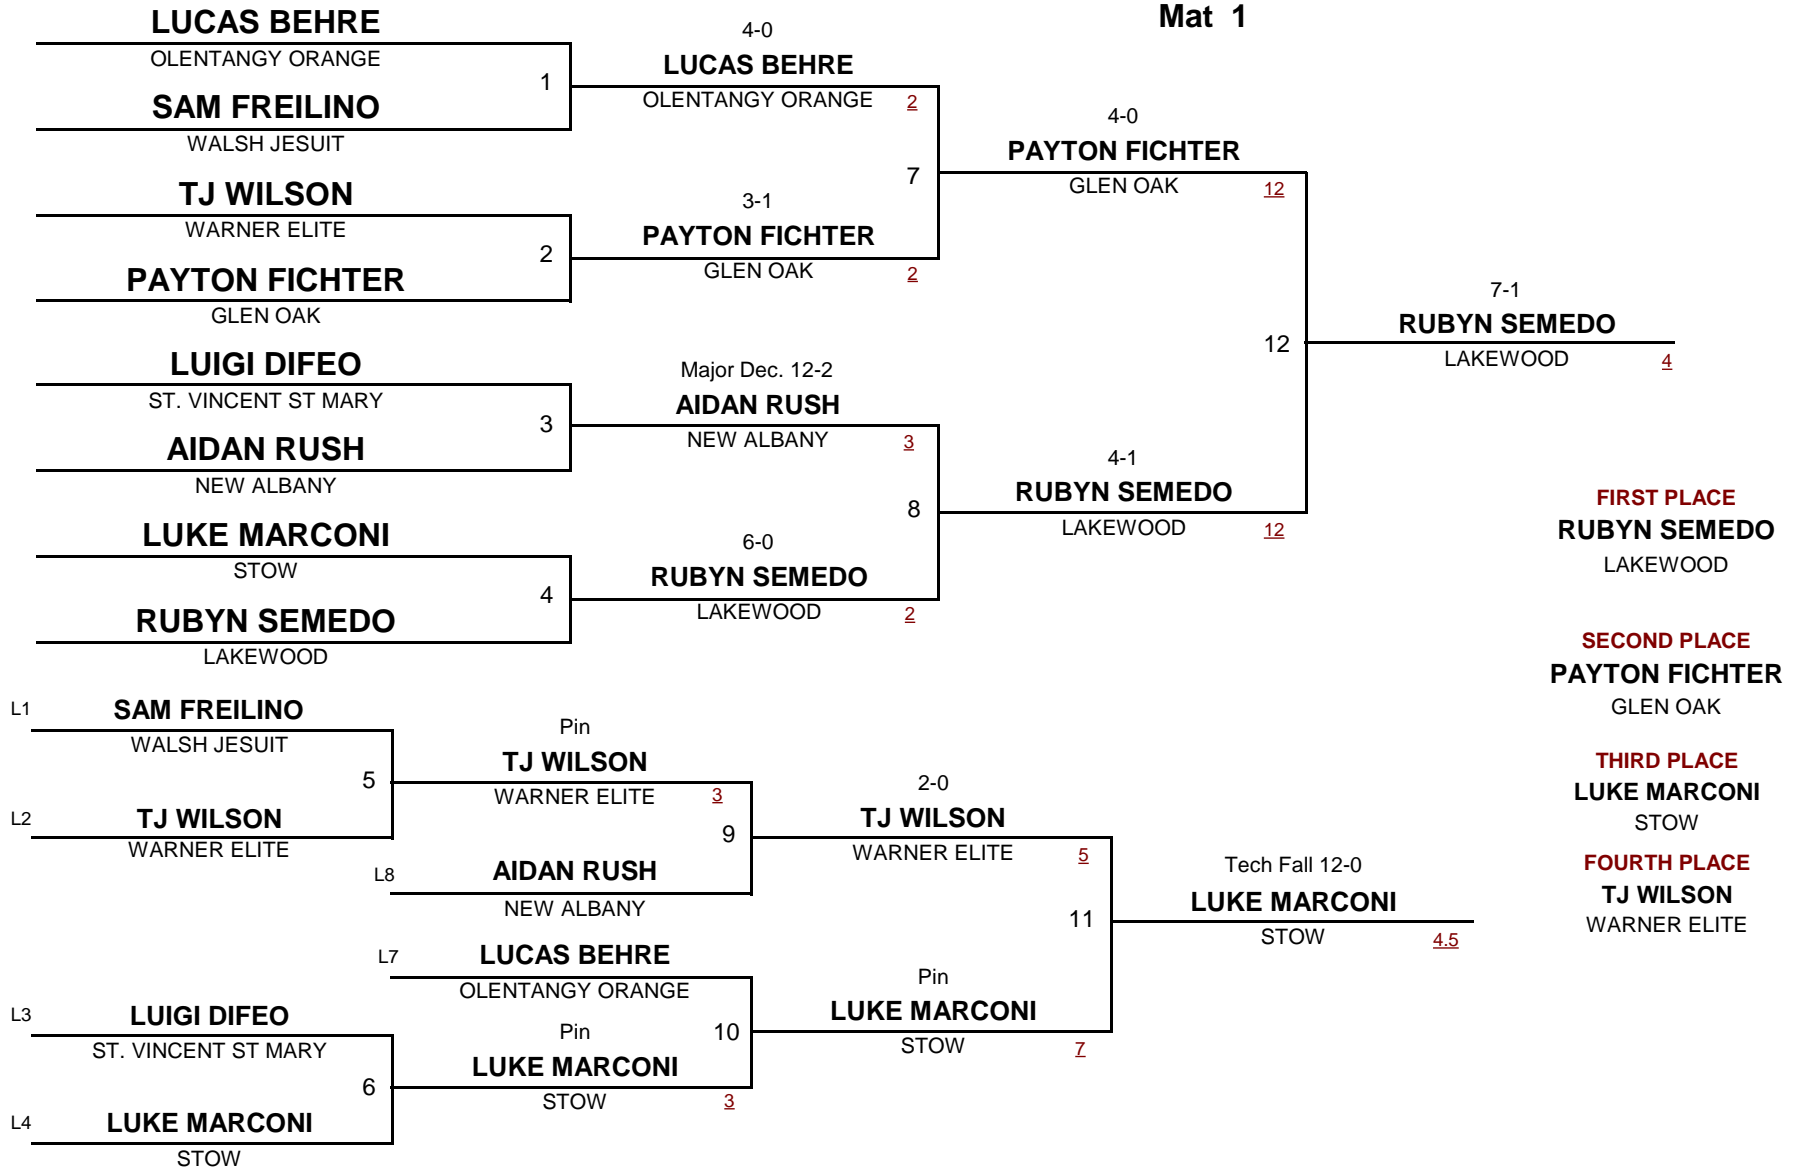 Mat 1
LUCAS BEHRE
OLENTANGY ORANGE
1
SAM FREILINO
WALSH JESUIT
TJ WILSON
WARNER ELITE
2
PAYTON FICHTER
GLEN OAK
LUIGI DIFEO
ST. VINCENT ST MARY
3
AIDAN RUSH
NEW ALBANY
LUKE MARCONI
STOW
4
RUBYN SEMEDO
LAKEWOOD
4-0
LUCAS BEHRE
OLENTANGY ORANGE 2
7
3-1
PAYTON FICHTER
GLEN OAK 2
Major Dec. 12-2
AIDAN RUSH
NEW ALBANY 3
8
6-0
RUBYN SEMEDO
LAKEWOOD 2
4-0
PAYTON FICHTER
GLEN OAK 12
12
4-1
RUBYN SEMEDO
LAKEWOOD 12
7-1
RUBYN SEMEDO
LAKEWOOD 4
L1 SAM FREILINO
WALSH JESUIT
5
L2 TJ WILSON
WARNER ELITE
L3 LUIGI DIFEO
ST. VINCENT ST MARY
6
L4 LUKE MARCONI
STOW
Pin
TJ WILSON
WARNER ELITE 3
9
L8 AIDAN RUSH
NEW ALBANY
L7 LUCAS BEHRE
OLENTANGY ORANGE
Pin 10
LUKE MARCONI
STOW 3
2-0
TJ WILSON
WARNER ELITE 5
11
Pin
LUKE MARCONI
STOW 7
Tech Fall 12-0
LUKE MARCONI
STOW 4.5
FIRST PLACE
RUBYN SEMEDO
LAKEWOOD
SECOND PLACE
PAYTON FICHTER
GLEN OAK
THIRD PLACE
LUKE MARCONI
STOW
FOURTH PLACE
TJ WILSON
WARNER ELITE